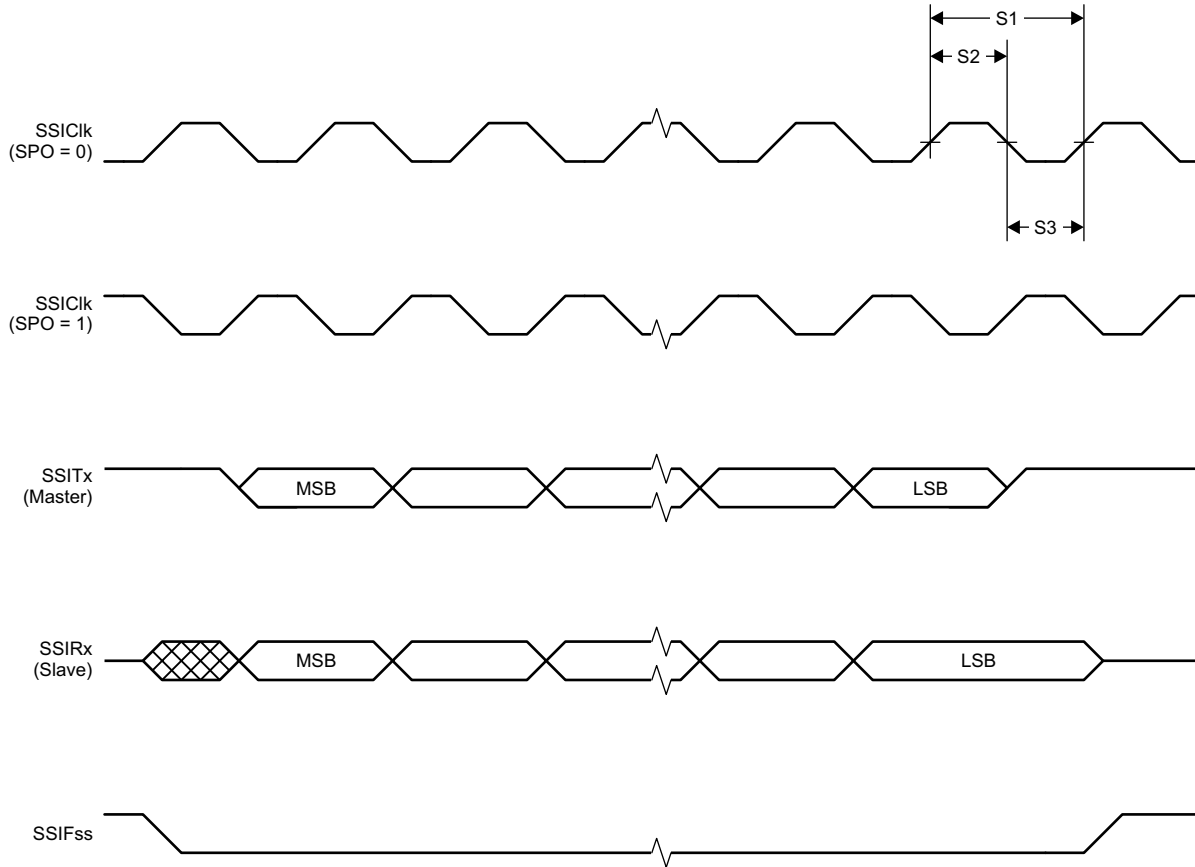 S1
S2
SSIClk
(SPO = 0)
S3
SSIClk
(SPO = 1)
SSITx
(Master)
MSB
LSB
SSIRx
(Slave)
MSB
LSB
SSIFss